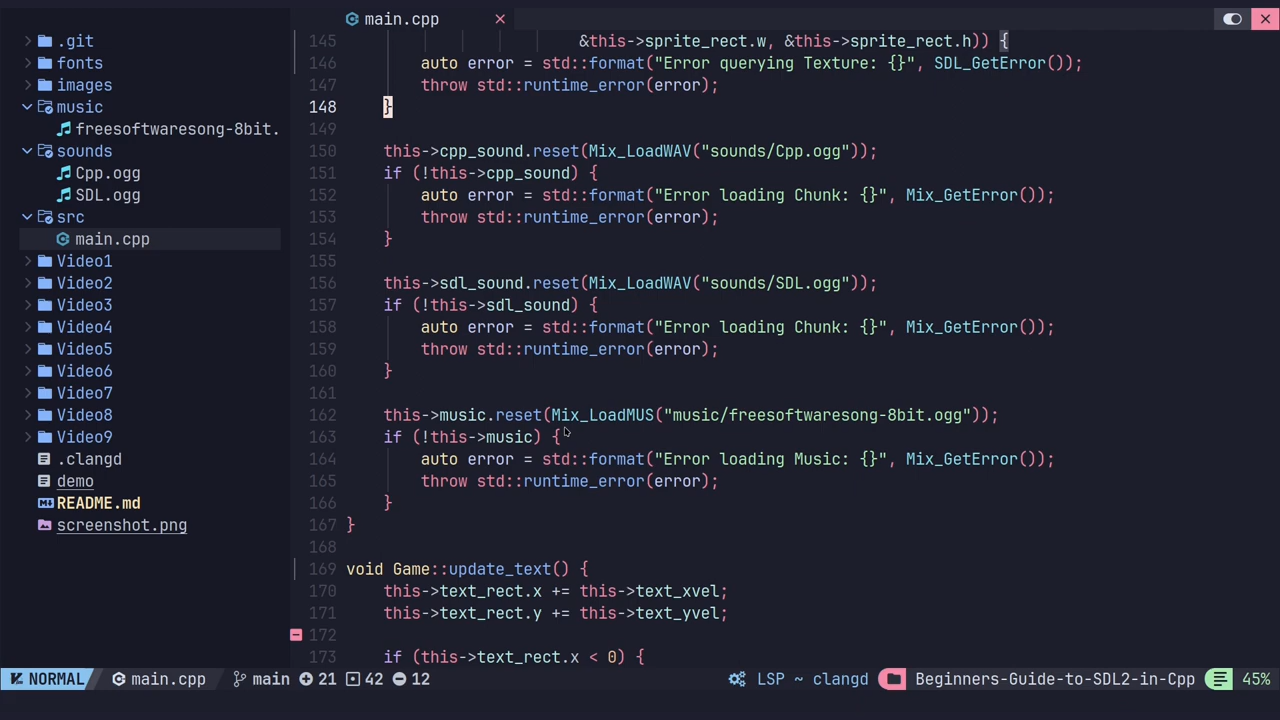 main.cpp
.git
fonts
images
music
freesoftwaresong-8bit.
sounds
Cpp.ogg
SDL.ogg
src
main.cpp
Video1
Video2
Video3
Video4
Video5
Video6
Video7
Video8
Video9
.clangd
demo
README.md
screenshot.png
145 &this->sprite_rect.w, &this->sprite_rect.h)) {
146 auto error = std::format("Error querying Texture: {}", SDL_GetError());
147 throw std::runtime_error(error);
148 }
149
150 this->cpp_sound.reset(Mix_LoadWAV("sounds/Cpp.ogg"));
151 if (!this->cpp_sound) {
152 auto error = std::format("Error loading Chunk: {}", Mix_GetError());
153 throw std::runtime_error(error);
154 }
155
156 this->sdl_sound.reset(Mix_LoadWAV("sounds/SDL.ogg"));
157 if (!this->sdl_sound) {
158 auto error = std::format("Error loading Chunk: {}", Mix_GetError());
159 throw std::runtime_error(error);
160 }
161
162 this->music.reset(Mix_LoadMUS("music/freesoftwaresong-8bit.ogg"));
163 if (!this->music) {
164 auto error = std::format("Error loading Music: {}", Mix_GetError());
165 throw std::runtime_error(error);
166 }
167 }
168
169 void Game::update_text() {
170 this->text_rect.x += this->text_xvel;
171 this->text_rect.y += this->text_yvel;
172
173 if (this->text_rect.x < 0) {
NORMAL main.cpp main 21 42 12 LSP ~ clangd Beginners-Guide-to-SDL2-in-Cpp 45%